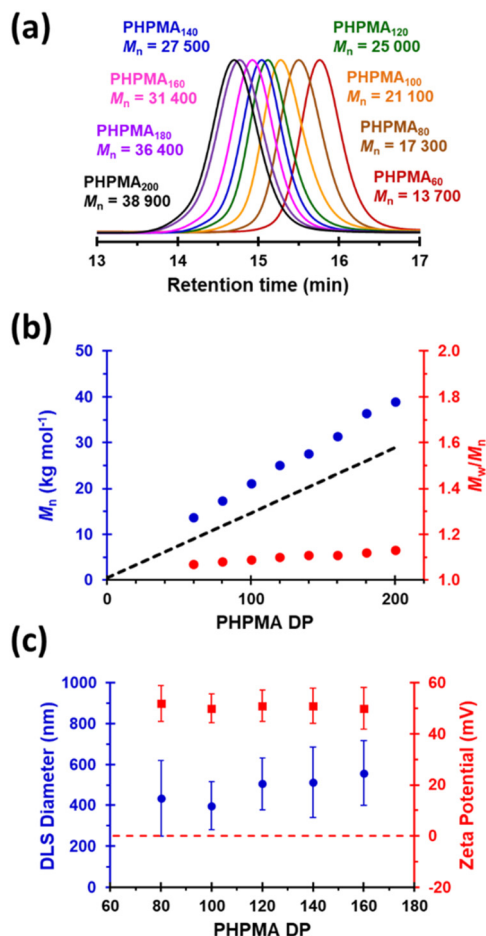 (a)
PHPMA₁₄₀
Mn = 27 500
PHPMA₁₂₀
Mn = 25 000
PHPMA₁₆₀
Mn = 31 400
PHPMA₁₀₀
Mn = 21 100
PHPMA₁₈₀
Mn = 36 400
PHPMA₈₀
Mn = 17 300
PHPMA₂₀₀
Mn = 38 900
PHPMA₆₀
Mn = 13 700
13 14 15 16 17
Retention time (min)
(b)
50 40 30 20 10 0
Mn (kg mol⁻¹)
2.0 1.8 1.6 1.4 1.2 1.0
Mw/Mn
0 100 200
PHPMA DP
(c)
1000 800 600 400 200 0
DLS Diameter (nm)
60 40 20 0 -20
Zeta Potential (mV)
60 80 100 120 140 160 180
PHPMA DP